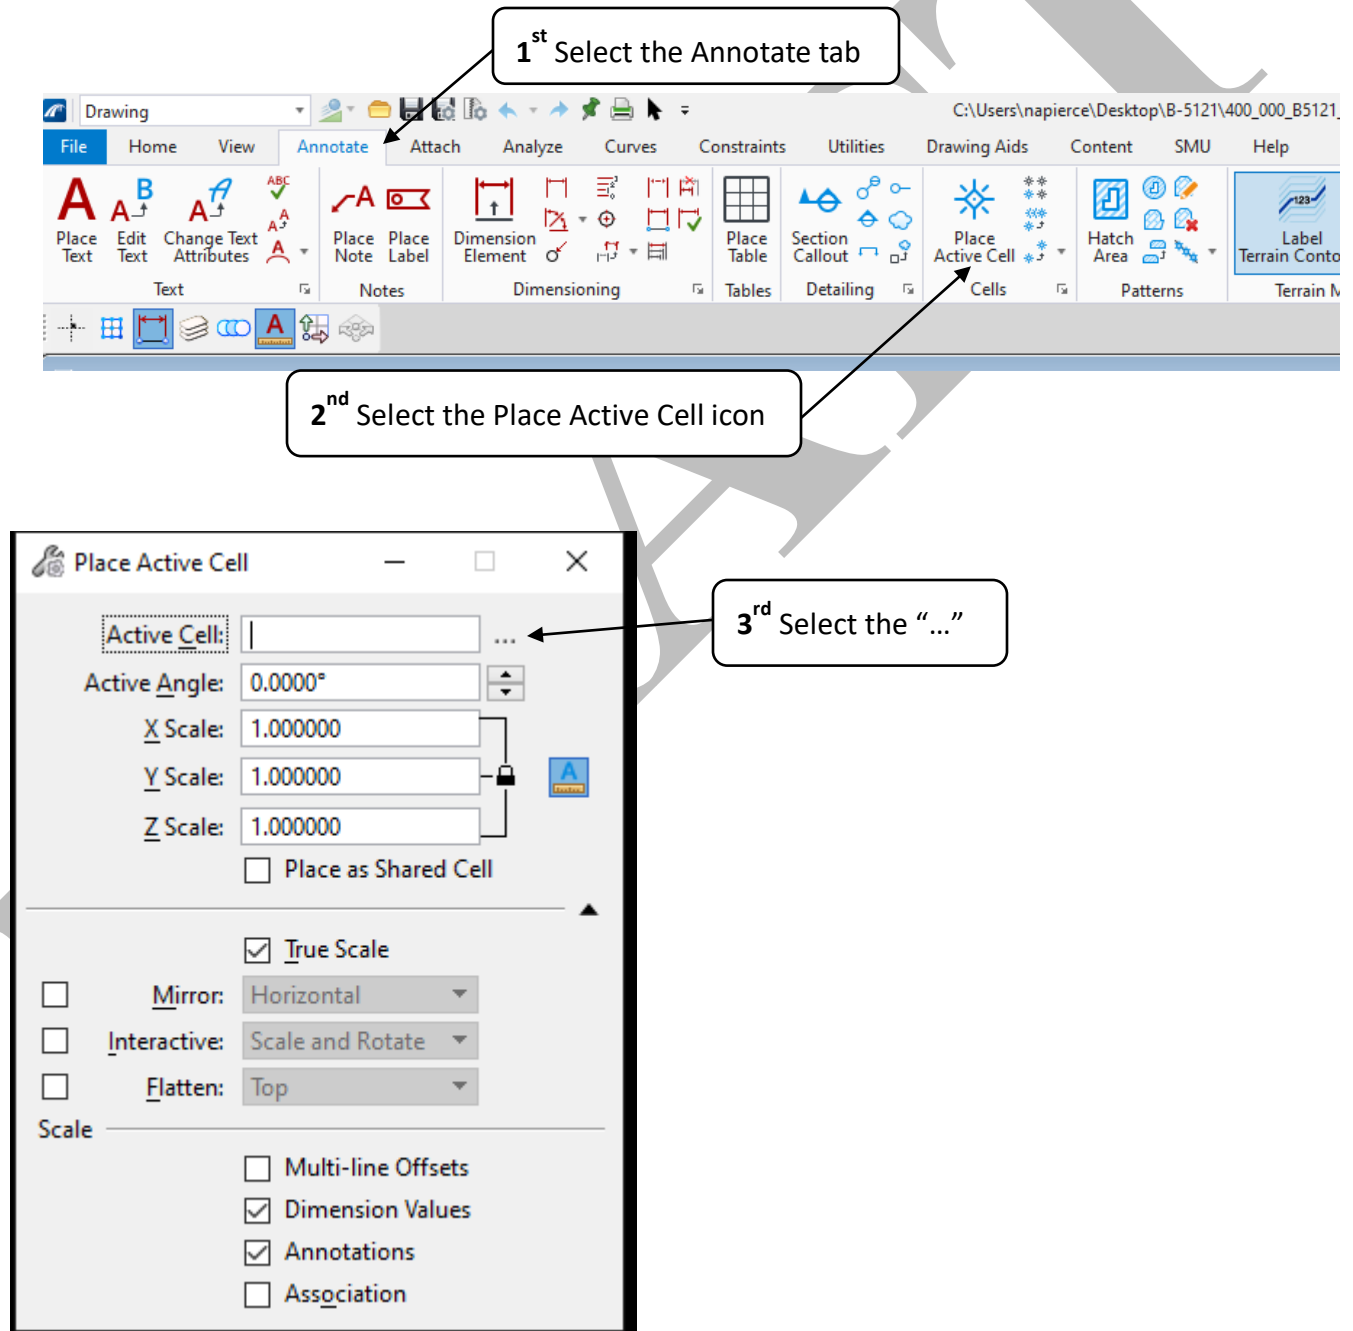 1st Select the Annotate tab
Drawing
C:\Users\napierce\Desktop\B-5121\400_000_B5121_
File Home View Annotate Attach Analyze Curves Constraints Utilities Drawing Aids Content SMU Help
Place Text
Edit Text
Change Text Attributes
Place Note
Place Label
Dimension Element
Place Table
Section Callout
Place Active Cell
Hatch Area
Label
Terrain Conto
Text Notes Dimensioning Tables Detailing Cells Patterns Terrain M
2nd Select the Place Active Cell icon
Place Active Cell
Active Cell: ...
3rd Select the “…”
Active Angle: 0.0000°
X Scale: 1.000000
Y Scale: 1.000000
Z Scale: 1.000000
Place as Shared Cell
True Scale
Mirror: Horizontal
Interactive: Scale and Rotate
Flatten: Top
Scale
Multi-line Offsets
Dimension Values
Annotations
Association